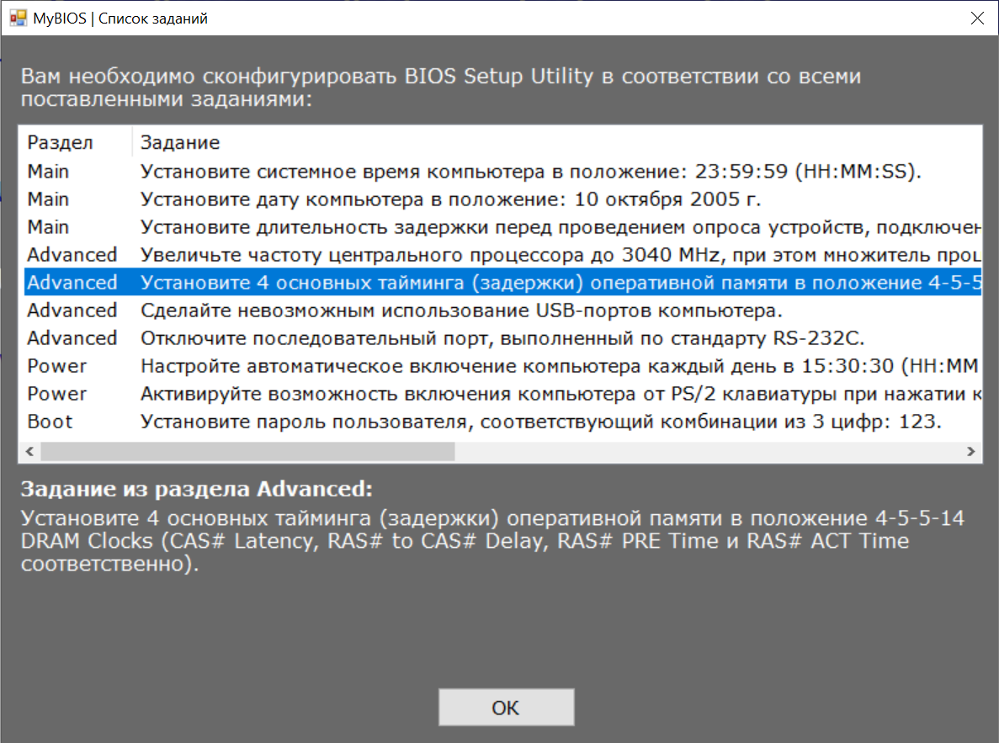 MyBIOS | Список заданий
Вам необходимо сконфигурировать BIOS Setup Utility в соответствии со всеми
поставленными заданиями:
Раздел Задание
Main Установите системное время компьютера в положение: 23:59:59 (HH:MM:SS).
Main Установите дату компьютера в положение: 10 октября 2005 г.
Main Установите длительность задержки перед проведением опроса устройств, подключен
Advanced Увеличьте частоту центрального процессора до 3040 MHz, при этом множитель проц
Advanced Установите 4 основных тайминга (задержки) оперативной памяти в положение 4-5-5
Advanced Сделайте невозможным использование USB-портов компьютера.
Advanced Отключите последовательный порт, выполненный по стандарту RS-232C.
Power Настройте автоматическое включение компьютера каждый день в 15:30:30 (HH:MM
Power Активируйте возможность включения компьютера от PS/2 клавиатуры при нажатии к
Boot Установите пароль пользователя, соответствующий комбинации из 3 цифр: 123.
Задание из раздела Advanced:
Установите 4 основных тайминга (задержки) оперативной памяти в положение 4-5-5-14
DRAM Clocks (CAS# Latency, RAS# to CAS# Delay, RAS# PRE Time и RAS# ACT Time
соответственно).
OK